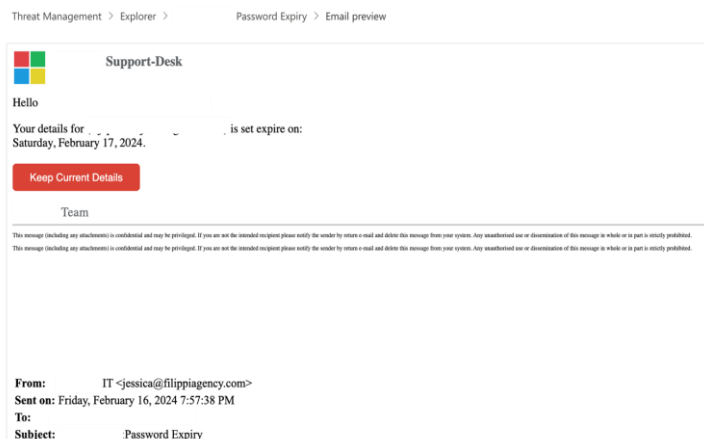 Threat Management > Explorer > Password Expiry > Email preview
Support-Desk
Hello
Your details for is set expire on:
Saturday, February 17, 2024.
Keep Current Details
Team
This message (including any attachments) is confidential and may be privileged. If you are not the intended recipient please notify the sender by return e-mail and delete this message from your system. Any unauthorised use or dissemination of this message in whole or in part is strictly prohibited.
This message (including any attachments) is confidential and may be privileged. If you are not the intended recipient please notify the sender by return e-mail and delete this message from your system. Any unauthorised use or dissemination of this message in whole or in part is strictly prohibited.
From: IT <jessica@filippiagency.com>
Sent on: Friday, February 16, 2024 7:57:38 PM
To:
Subject: :Password Expiry